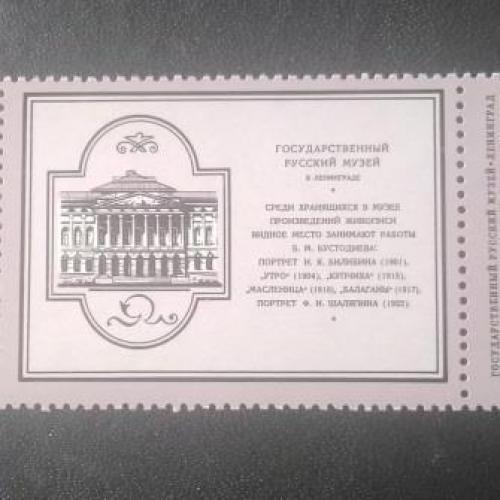 ГОСУДАРСТВЕННЫЙ
РУССКИЙ МУЗЕЙ
В ЛЕНИНГРАДЕ
СРЕДИ ХРАНЯЩИХСЯ В МУЗЕЕ
ПРОИЗВЕДЕНИЙ ЖИВОПИСИ
ВИДНОЕ МЕСТО ЗАНИМАЮТ РАБОТЫ
Б. М. КУСТОДИЕВА:
ПОРТРЕТ И. Я. БИЛИБИНА (1901),
„УТРО" (1904), „КУПЧИХА" (1915),
„МАСЛЕНИЦА" (1916), „БАЛАГАНЫ" (1917),
ПОРТРЕТ Ф. И. ШАЛЯПИНА (1922).
ГОСУДАРСТВЕННЫЙ РУССКИЙ МУЗЕЙ·ЛЕНИНГРАД